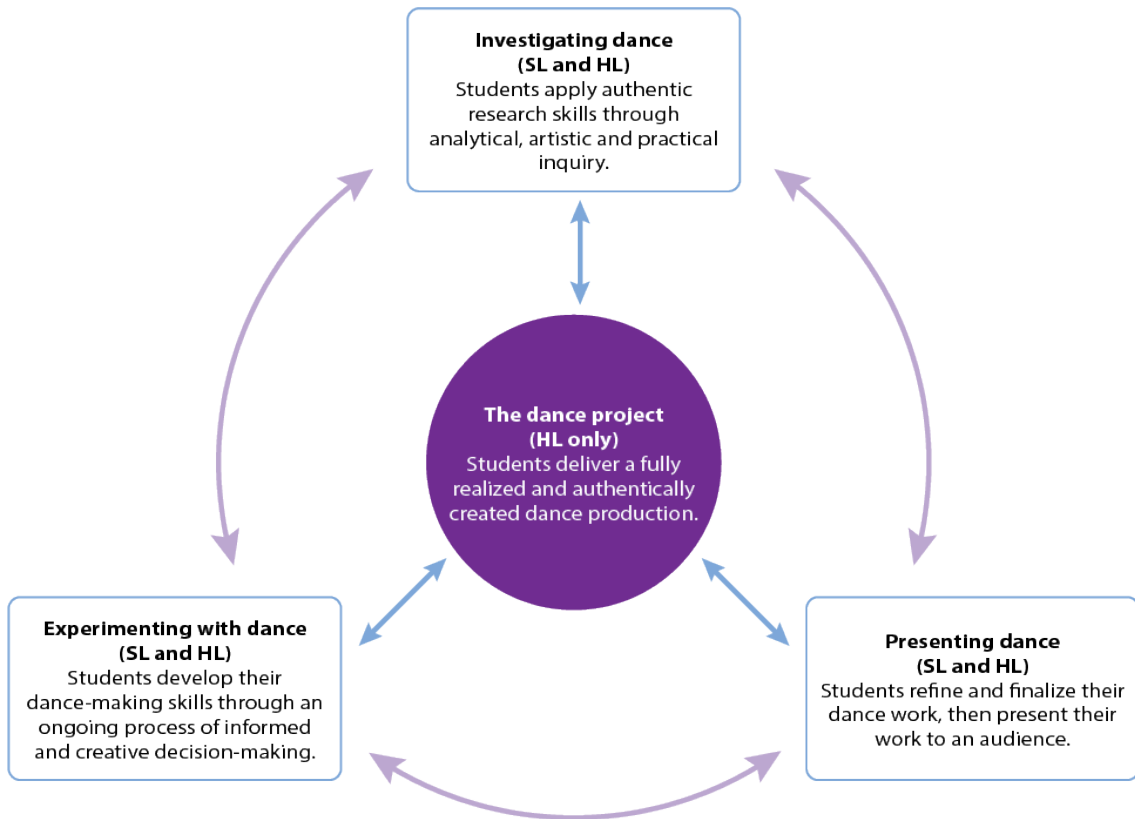 Investigating dance
(SL and HL)
Students apply authentic
research skills through
analytical, artistic and practical
inquiry.
The dance project
(HL only)
Students deliver a fully
realized and authentically
created dance production.
Experimenting with dance
(SL and HL)
Students develop their
dance-making skills through an
ongoing process of informed
and creative decision-making.
Presenting dance
(SL and HL)
Students refine and finalize their
dance work, then present their
work to an audience.